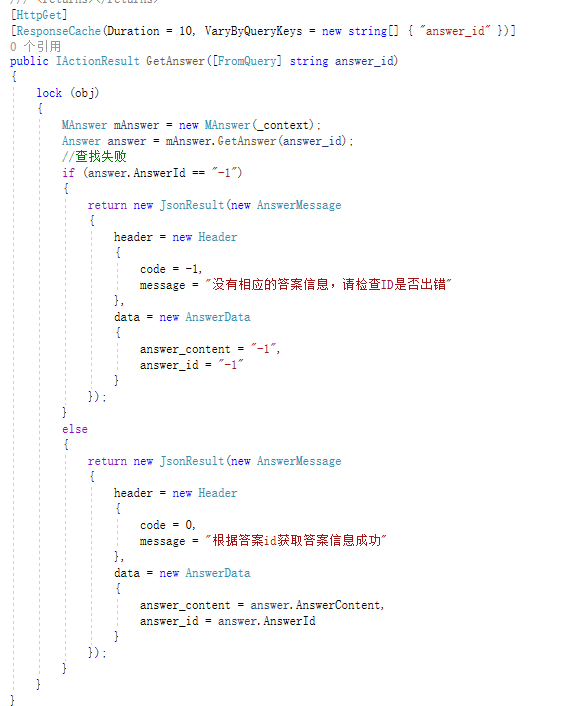 /// <returns></returns>
[HttpGet]
[ResponseCache(Duration = 10, VaryByQueryKeys = new string[] { "answer_id" })]
0 个引用
public IActionResult GetAnswer([FromQuery] string answer_id)
{
lock (obj)
{
MAnswer mAnswer = new MAnswer(_context);
Answer answer = mAnswer.GetAnswer(answer_id);
//查找失败
if (answer.AnswerId == "-1")
{
return new JsonResult(new AnswerMessage
{
header = new Header
{
code = -1,
message = "没有相应的答案信息，请检查ID是否出错"
},
data = new AnswerData
{
answer_content = "-1",
answer_id = "-1"
}
});
}
else
{
return new JsonResult(new AnswerMessage
{
header = new Header
{
code = 0,
message = "根据答案id获取答案信息成功"
},
data = new AnswerData
{
answer_content = answer.AnswerContent,
answer_id = answer.AnswerId
}
});
}
}
}